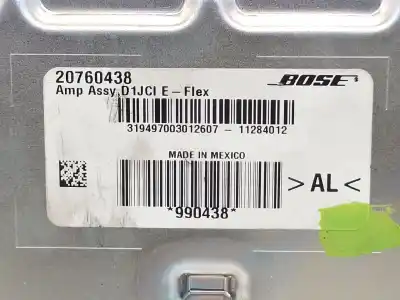 20760438
BOSE
Amp Assy D1JCI E-Flex
319497003012607 - 11284012
MADE IN MEXICO
>AL<
*990438*